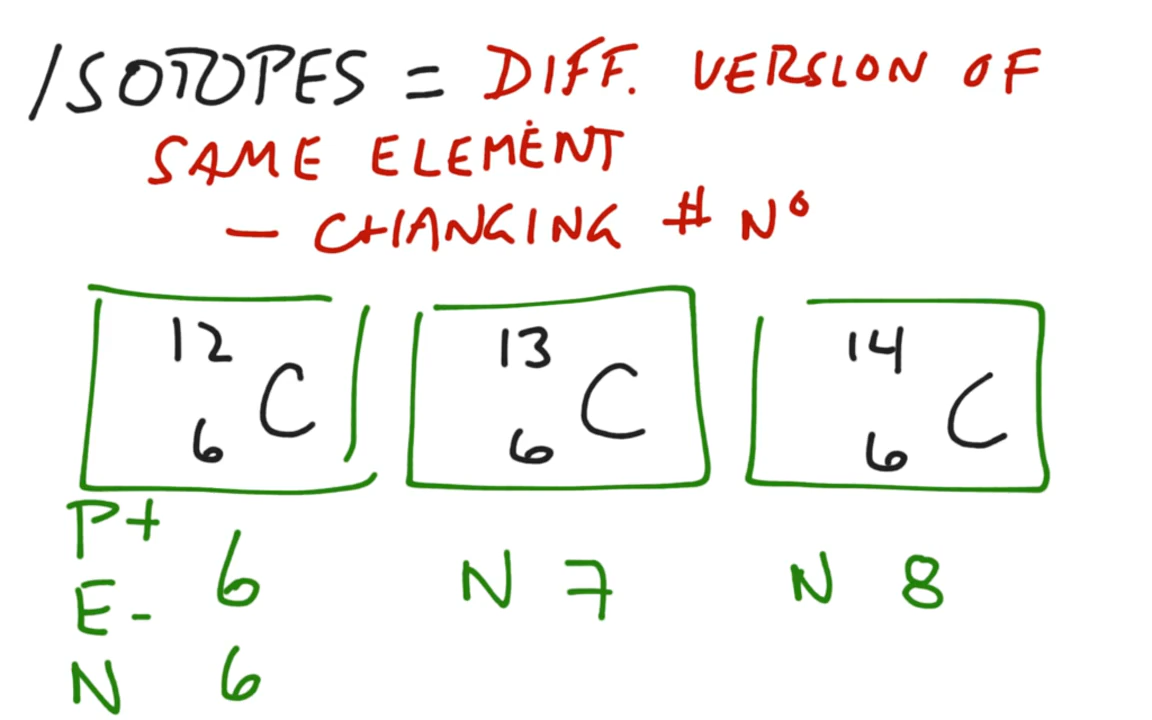 ISOTOPES = DIFF. VERSION OF
SAME ELEMENT
— CHANGING # N°
12 6 C 13 6 C 14 6 C
P+
6 N 7 N 8
E-
N 6